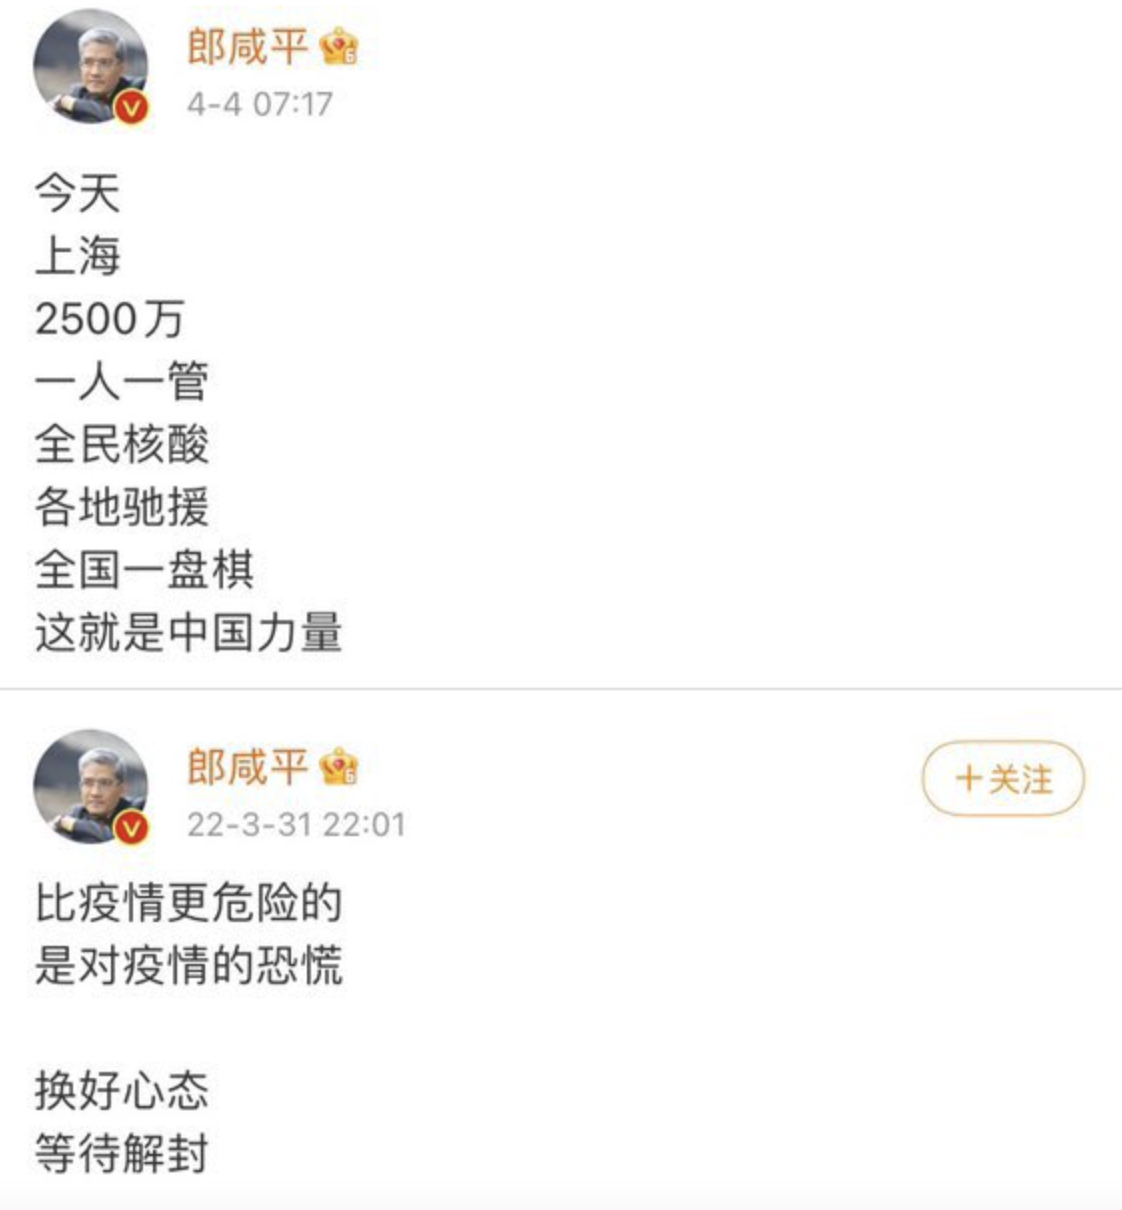 郎咸平
4-4 07:17
今天
上海
2500万
一人一管
全民核酸
各地驰援
全国一盘棋
这就是中国力量
郎咸平
22-3-31 22:01
+关注
比疫情更危险的
是对疫情的恐慌
换好心态
等待解封